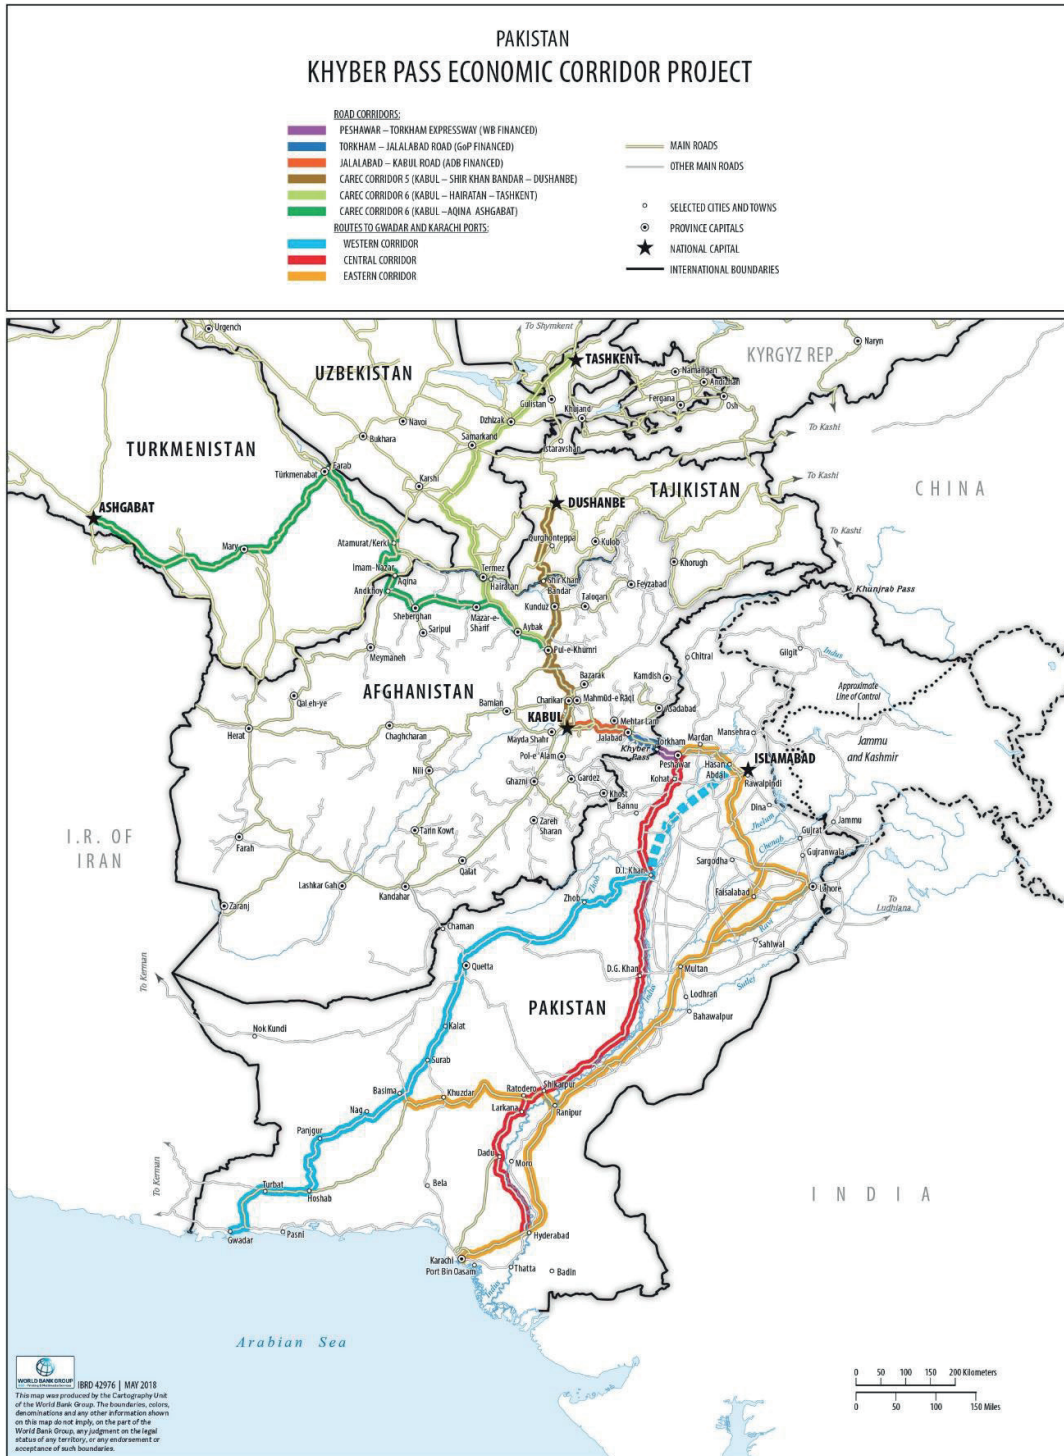 PAKISTAN
KHYBER PASS ECONOMIC CORRIDOR PROJECT
ROAD CORRIDORS:
PESHAWAR – TORKHAM EXPRESSWAY (WB FINANCED)
TORKHAM – JALALABAD ROAD (GoP FINANCED)
JALALABAD – KABUL ROAD (ADB FINANCED)
CAREC CORRIDOR 5 (KABUL – SHIR KHAN BANDAR – DUSHANBE)
CAREC CORRIDOR 6 (KABUL – HAIRATAN – TASHKENT)
CAREC CORRIDOR 6 (KABUL –AQINA ASHGABAT)
ROUTES TO GWADAR AND KARACHI PORTS:
WESTERN CORRIDOR
CENTRAL CORRIDOR
EASTERN CORRIDOR
MAIN ROADS
OTHER MAIN ROADS
SELECTED CITIES AND TOWNS
PROVINCE CAPITALS
NATIONAL CAPITAL
INTERNATIONAL BOUNDARIES
Urgench
To Shymkent
TASHKENT
KYRGYZ REP.
Naryn
UZBEKISTAN
Namangan
Andizhan
Gulistan
Fergana
Osh
Khujand
Navoi
Dzhizak
To Kashi
Bukhara
Samarkand
Istaravshan
TURKMENISTAN
Farab
Türkmenabat
Karshi
To Kashi
TAJIKISTAN
CHINA
ASHGABAT
DUSHANBE
To Kashi
Mary
Atamurat/Kerki
Qurghonteppa
Kulob
Khorugh
Imam-Nazar
Aqina
Termez
Hairatan
Shir Khan
Bandar
Feyzabad
Khunjrab Pass
Andkhoy
Sheberghan
Mazar-e-
Sharif
Kunduz
Taloqan
Saripul
Aybak
Meymaneh
Pul-e-Khumri
Chitral
Gilgit
Indus
AFGHANISTAN
Bazarak
Kamdish
Approximate
Line of Control
Qal eh-ye
Bamian
Charikar
Mahmūd-e Rāqī
Asadabad
Herat
Chaghcharan
KABUL
Mehtar Lam
Mansehra
Mayda Shahr
Jalabad
Khyber
Pass
Torkham
Mardan
Jammu
and Kashmir
Pol-e 'Alam
Peshawar
Hasan
Abdal
ISLAMABAD
Rawalpindi
Nili
Ghazni
Gardez
Kohat
Khost
Bannu
Dina
Jhelum
Jammu
I.R. OF
IRAN
Farah
Tarin Kowt
Zareh
Sharan
Chenab
Gujrat
Gujranwala
Qalat
D.I. Khan
Sargodha
Lashkar Gah
Kandahar
Zhob
Zhob
Faisalabad
Lahore
Zaranj
To
Ludhiana
Chaman
Ravi
Sahiwal
To Kerman
Quetta
D.G. Khan
Multan
Sutlej
PAKISTAN
Indus
Lodhran
Bahawalpur
Nok Kundi
Kalat
Surab
Basima
Khuzdar
Ratodero
Shikarpur
Nag
Larkana
Ranipur
Panjgur
Dadu
Moro
To Kerman
Turbat
Hoshab
Bela
INDIA
Gwadar
Pasni
Hyderabad
Karachi
Port Bin Qasam
Thatta
Badin
Indus
Arabian Sea
WORLD BANK GROUP
IBRD 42976 | MAY 2018
This map was produced by the Cartography Unit
of the World Bank Group. The boundaries, colors,
denominations and any other information shown
on this map do not imply, on the part of the
World Bank Group, any judgment on the legal
status of any territory, or any endorsement or
acceptance of such boundaries.
0 50 100 150 200 Kilometers
0 50 100 150 Miles